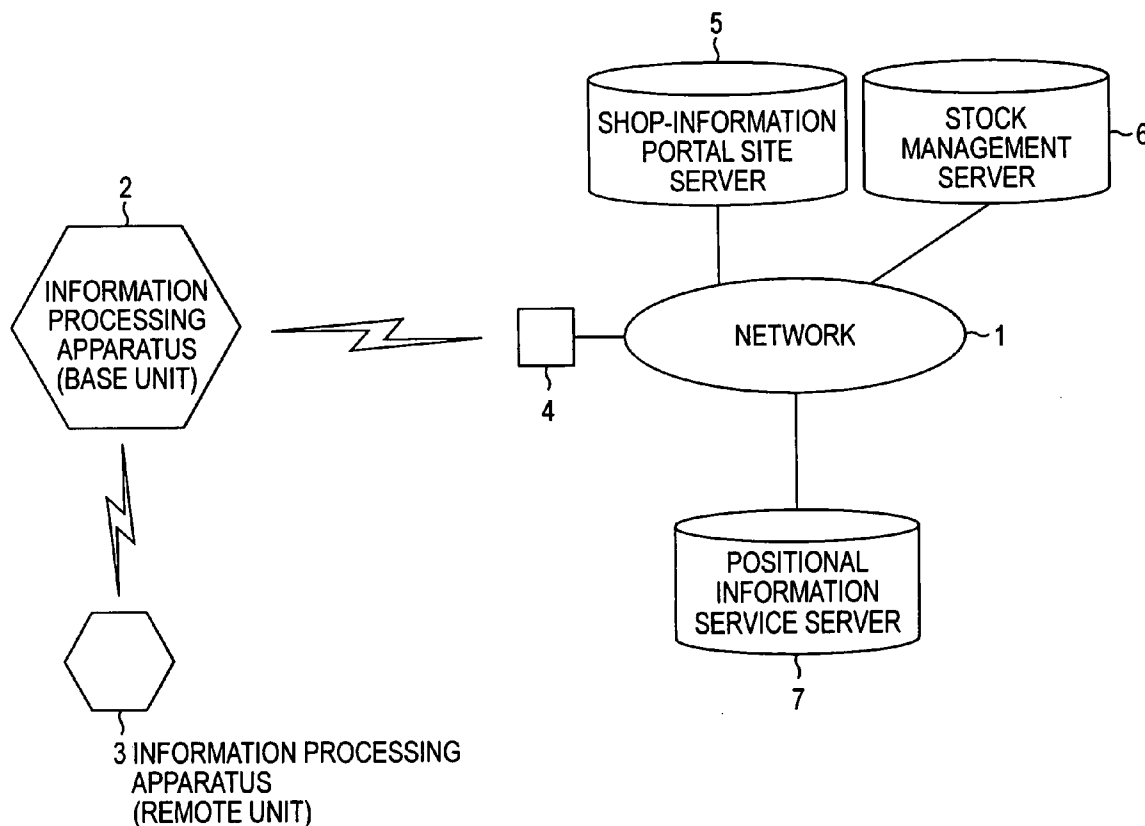 5
SHOP-INFORMATION
PORTAL SITE
SERVER
STOCK
MANAGEMENT
SERVER
6
2
INFORMATION
PROCESSING
APPARATUS
(BASE UNIT)
NETWORK
1
4
POSITIONAL
INFORMATION
SERVICE SERVER
7
3 INFORMATION PROCESSING
APPARATUS
(REMOTE UNIT)